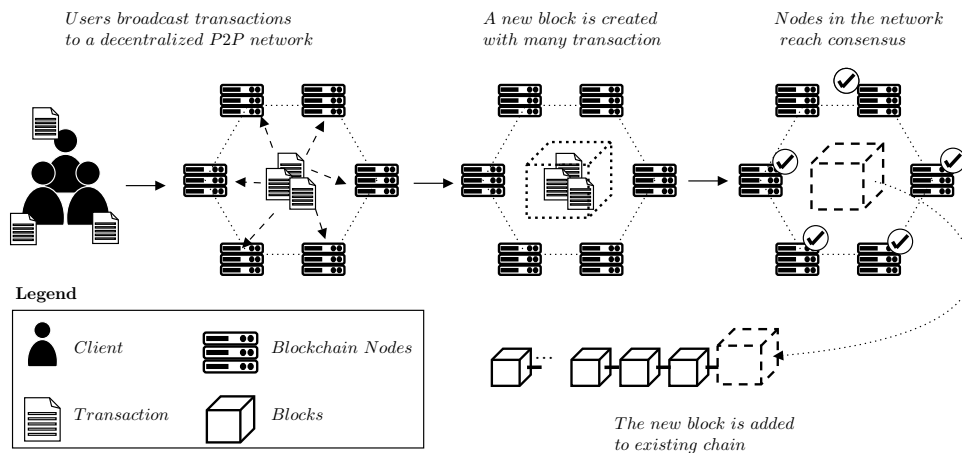 Users broadcast transactions
to a decentralized P2P network
A new block is created
with many transaction
Nodes in the network
reach consensus
Legend
Client
Blockchain Nodes
Transaction
Blocks
...
The new block is added
to existing chain